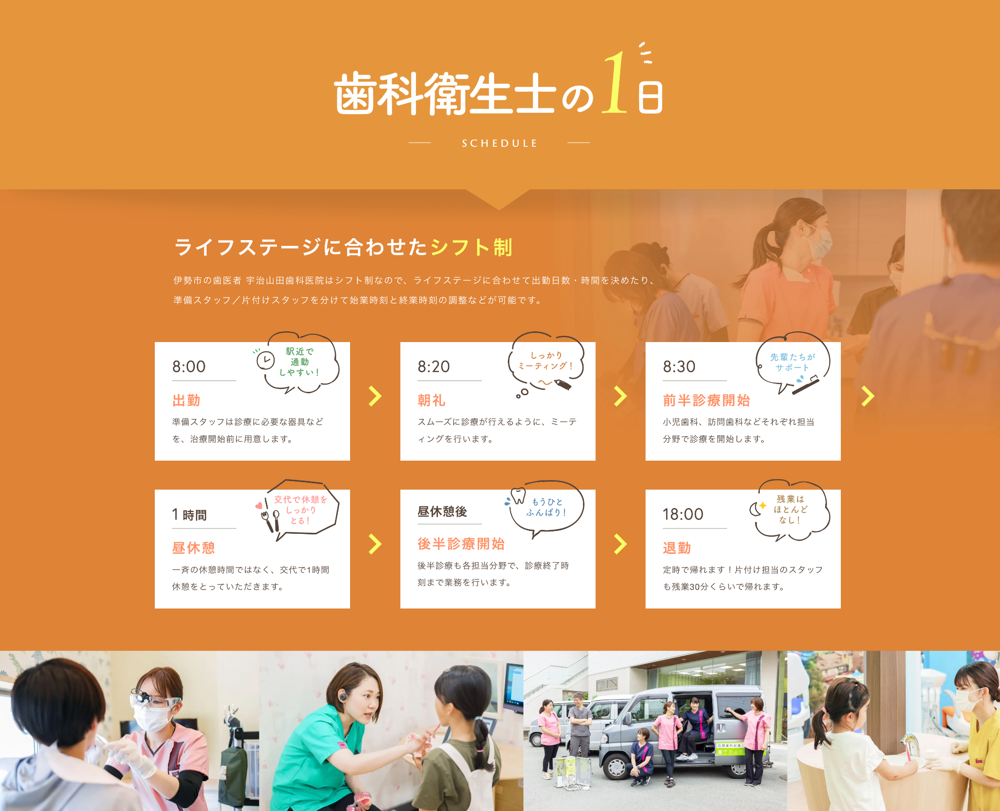 歯科衛生士の1日
SCHEDULE
ライフステージに合わせたシフト制
伊勢市の歯医者 宇治山田歯科医院はシフト制なので、ライフステージに合わせて出勤日数・時間を決めたり、
準備スタッフ／片付けスタッフを分けて始業時刻と終業時刻の調整などが可能です。
8:00
駅近で
通勤
しやすい！
出勤
準備スタッフは診療に必要な器具など
を、治療開始前に用意します。
8:20
しっかり
ミーティング！
朝礼
スムーズに診療が行えるように、ミーテ
ィングを行います。
8:30
先輩たちが
サポート
前半診療開始
小児歯科、訪問歯科などそれぞれ担当
分野で診療を開始します。
1時間
交代で休憩を
しっかり
とる！
昼休憩
一斉の休憩時間ではなく、交代で1時間
休憩をとっていただきます。
昼休憩後
もうひと
ふんばり！
後半診療開始
後半診療も各担当分野で、診療終了時
刻まで業務を行います。
18:00
残業は
ほとんど
なし！
退勤
定時で帰れます！片付け担当のスタッフ
も残業30分くらいで帰れます。
訪問歯科診療
宇治山田